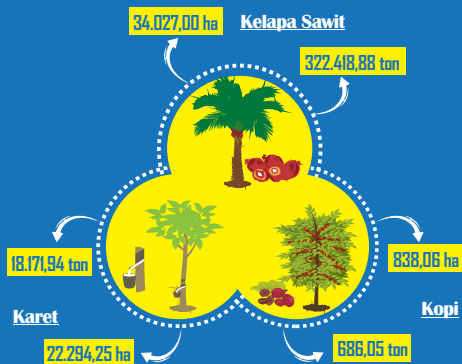 34.027,00 ha
Kelapa Sawit
322.418,88 ton
18.171,94 ton
838,06 ha
Karet
Kopi
22.294,25 ha
686,05 ton